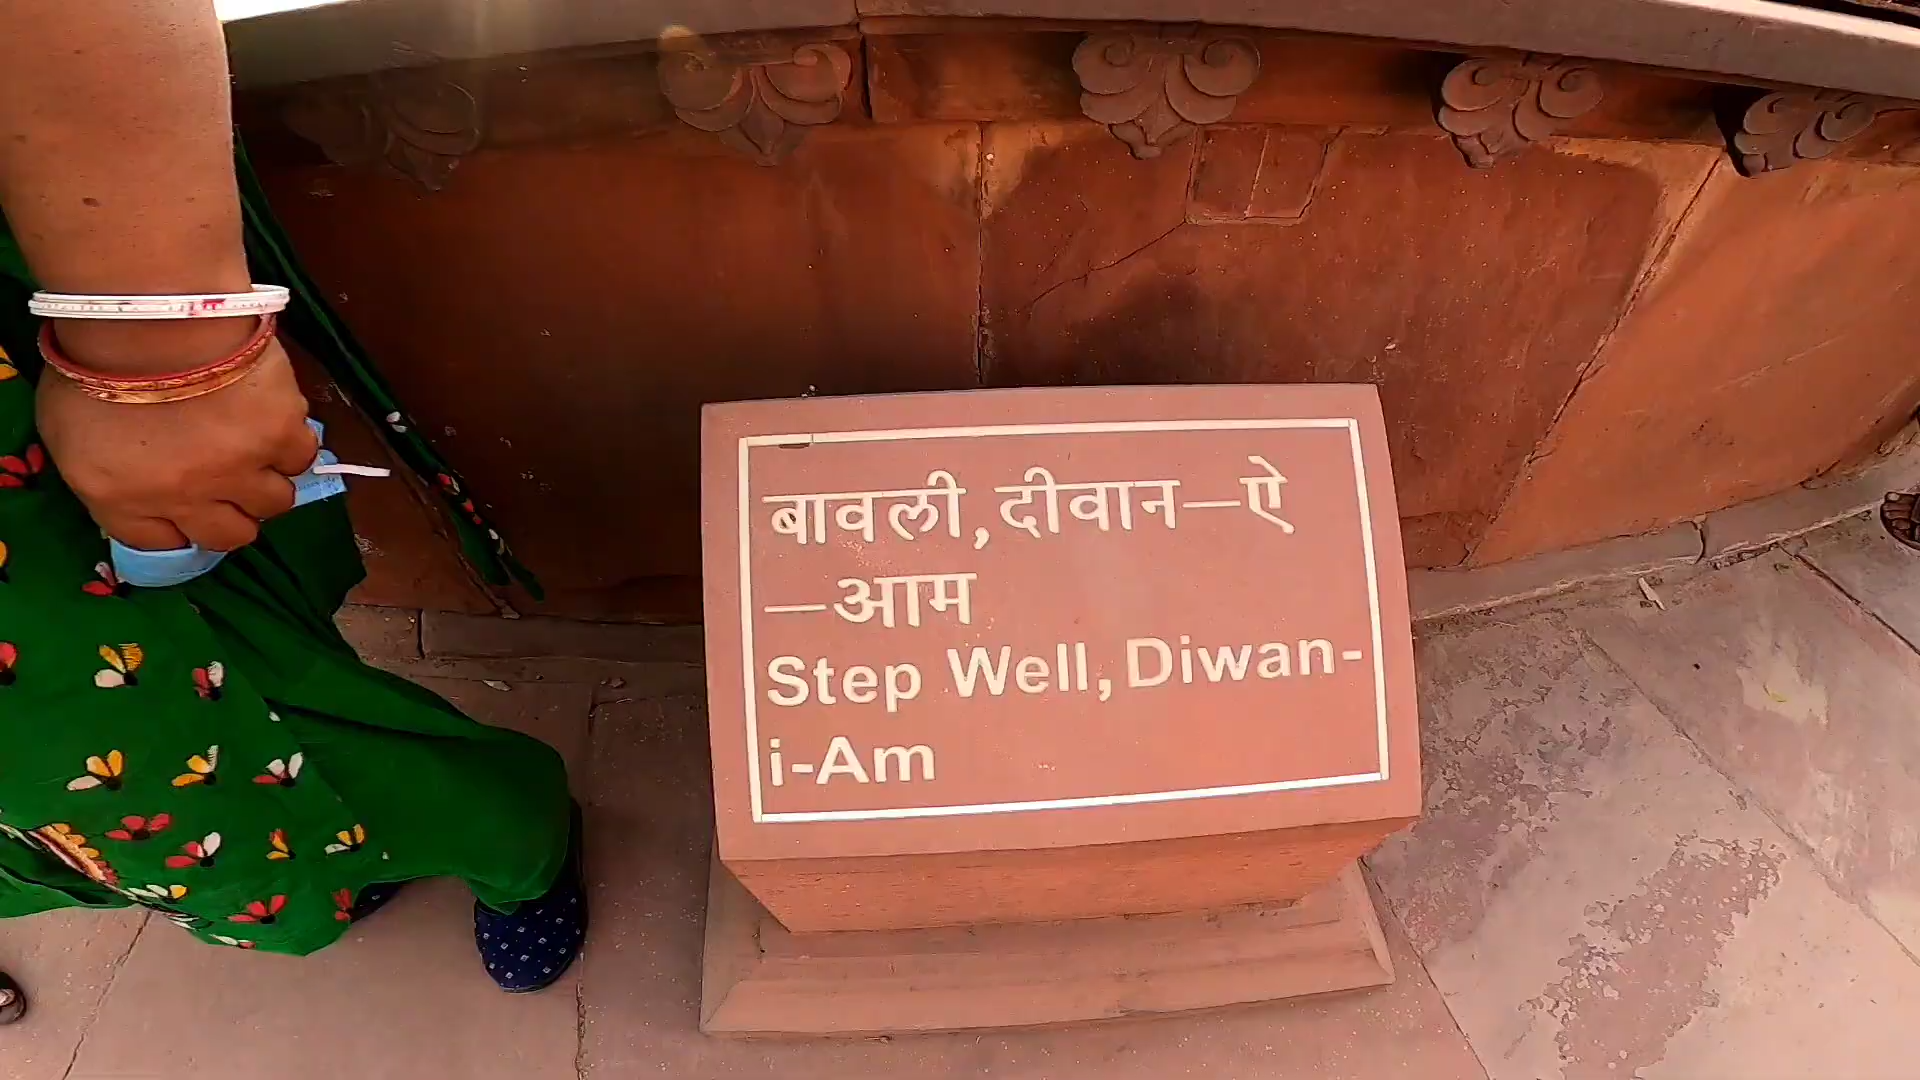 बावली, दीवान—ऐ
—आम
Step Well, Diwan-
i-Am